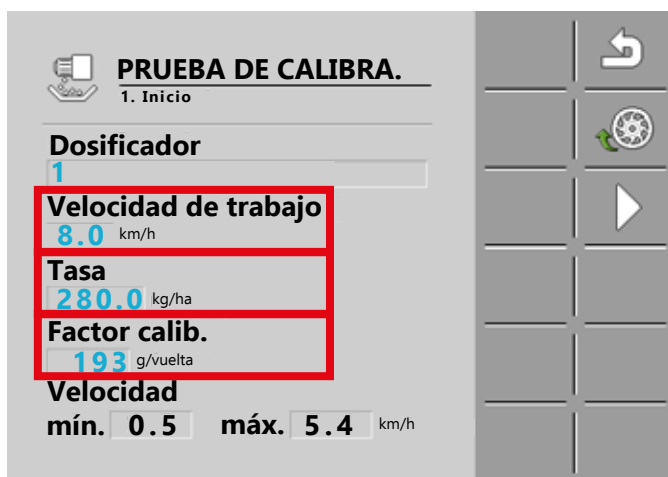 PRUEBA DE CALIBRA.
1. Inicio
Dosificador
1
Velocidad de trabajo
8.0 km/h
Tasa
280.0 kg/ha
Factor calib.
193 g/vuelta
Velocidad
mín. 0.5 máx. 5.4 km/h